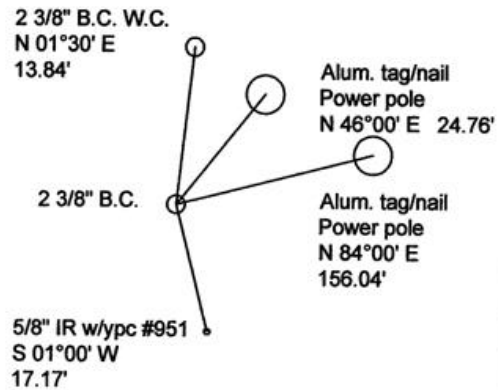 2 3/8" B.C. W.C.
N 01°30' E
13.84'
Alum. tag/nail
Power pole
N 46°00' E 24.76'
2 3/8" B.C.
Alum. tag/nail
Power pole
N 84°00' E
156.04'
5/8" IR w/ypc #951
S 01°00' W
17.17'